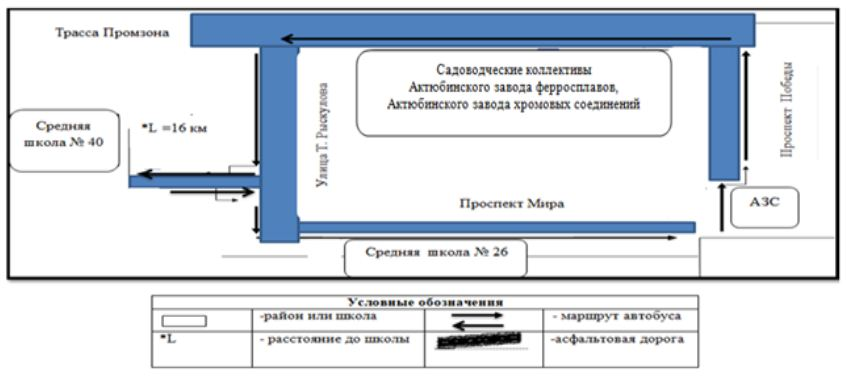 Трасса Промзона
Садоводческие коллективы
Актюбинского завода ферросплавов,
Актюбинского завода хромовых соединений
Проспект Победы
Средняя
школа № 40
*L =16 км
Улица Т. Рыскулова
Проспект Мира
АЗС
Средняя школа № 26
Условные обозначения
-район или школа
- маршрут автобуса
*L
- расстояние до школы
-асфальтовая дорога